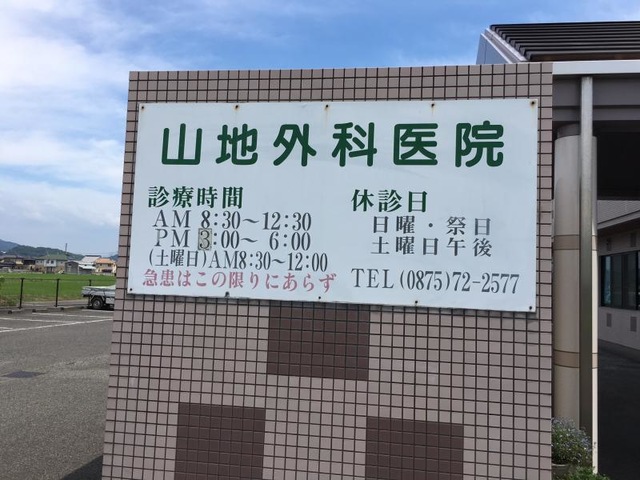 山地外科医院
診療時間
AM 8:30～12:30
PM 3:00～ 6:00
(土曜日)AM8:30～12:00
急患はこの限りにあらず
休診日
日曜・祭日
土曜日午後
TEL(0875)72-2577